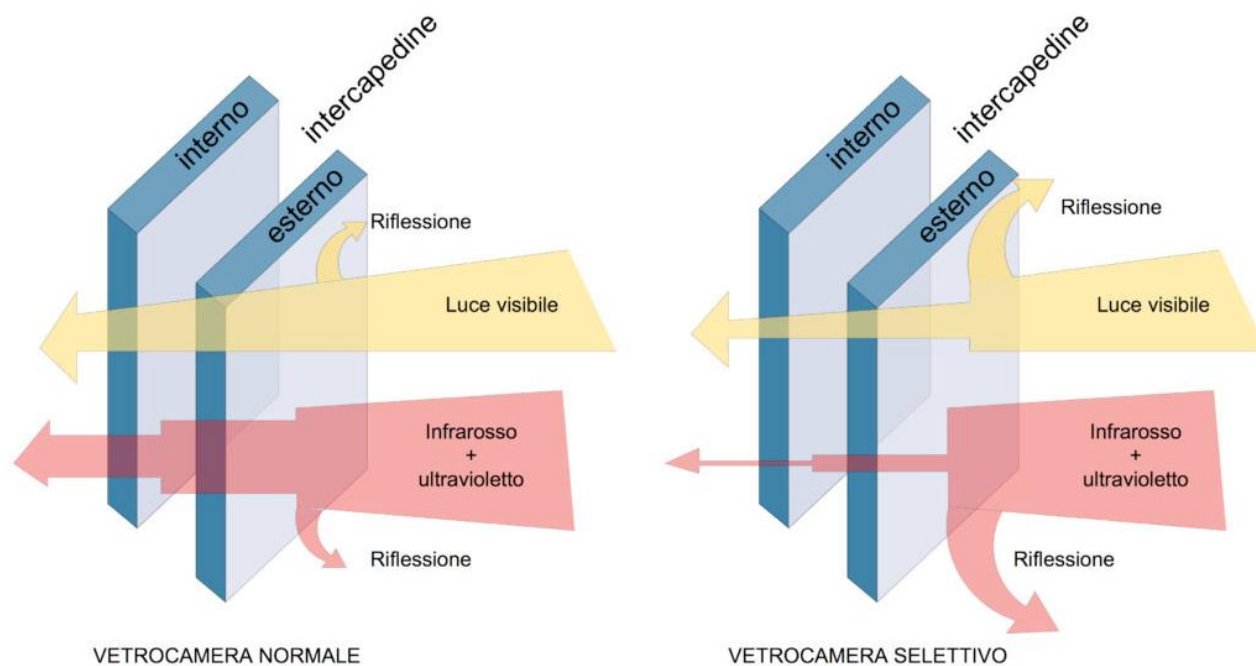 interno
intercapedine
esterno
Riflessione
Luce visibile
Infrarosso
+
ultravioletto
Riflessione
VETROCAMERA NORMALE
interno
intercapedine
esterno
Riflessione
Luce visibile
Infrarosso
+
ultravioletto
Riflessione
VETROCAMERA SELETTIVO